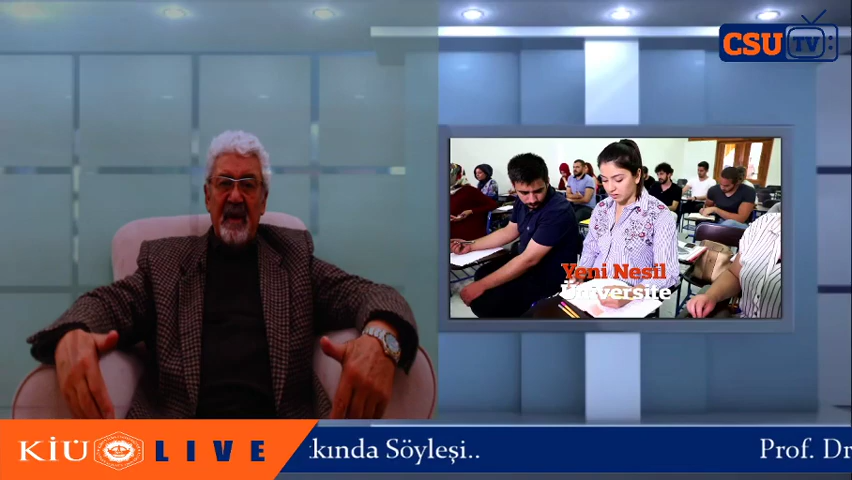 CSU TV
Yeni Nesil
Üniversite
KİÜ LIVE
kında Söyleşi..
Prof. Dr